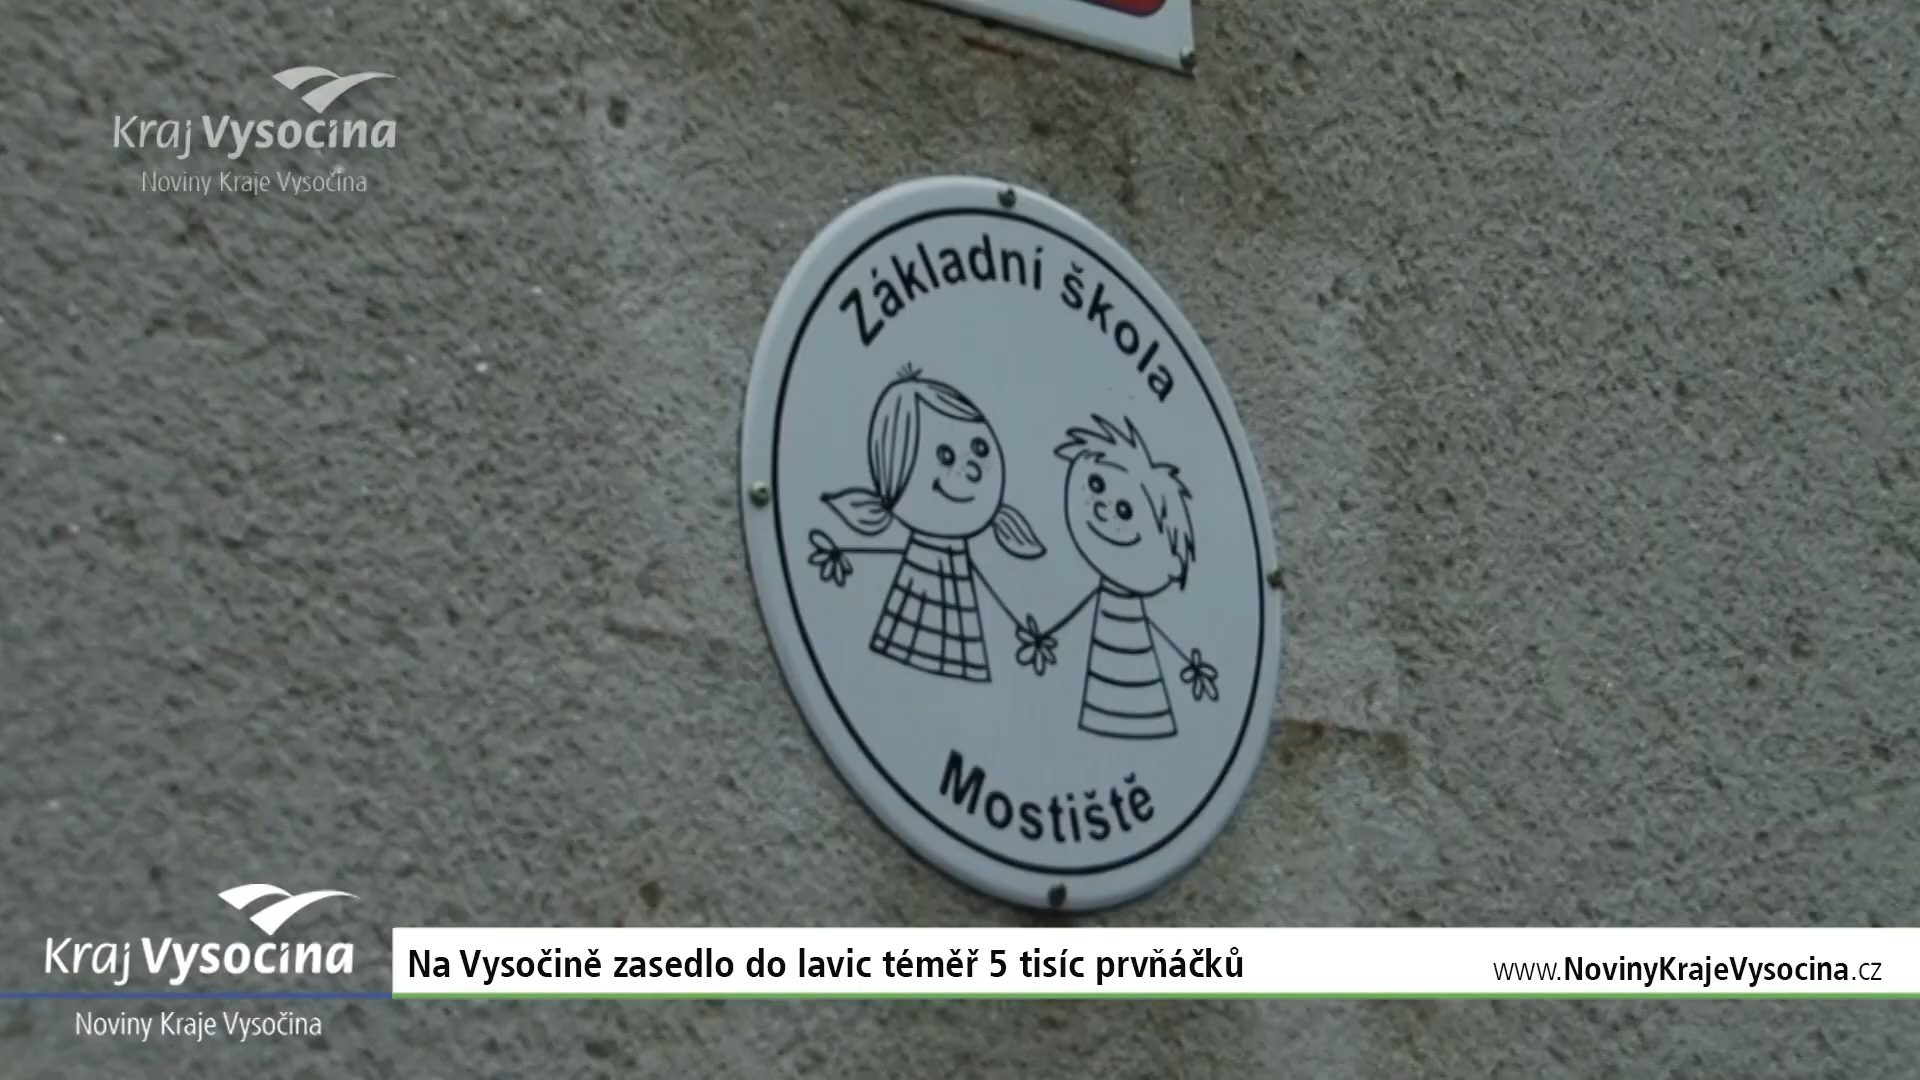 Kraj Vysočina
Noviny Kraje Vysočina
Základní škola
Mostiště
Kraj Vysočina
Na Vysočině zasedlo do lavic téměř 5 tisíc prvňáčků
www.NovinyKrajeVysocina.cz
Noviny Kraje Vysočina